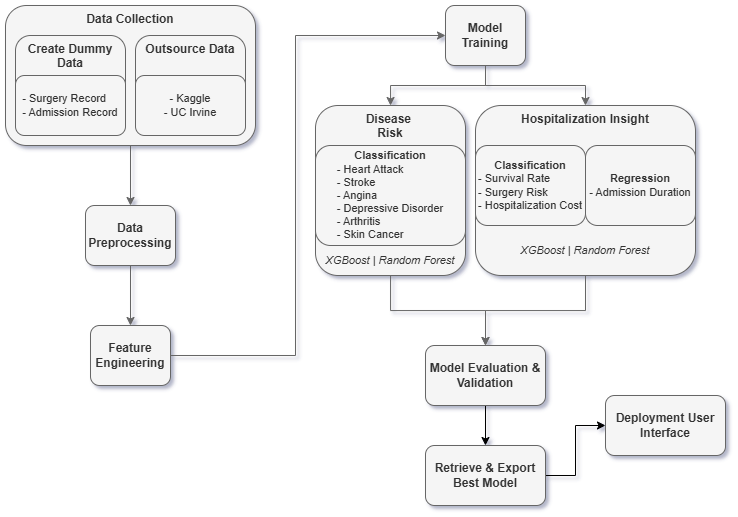 Data Collection
Create Dummy
Data
- Surgery Record
- Admission Record
Outsource Data
- Kaggle
- UC Irvine
Data
Preprocessing
Feature
Engineering
Model
Training
Disease
Risk
Classification
- Heart Attack
- Stroke
- Angina
- Depressive Disorder
- Arthritis
- Skin Cancer
XGBoost | Random Forest
Hospitalization Insight
Classification
- Survival Rate
- Surgery Risk
- Hospitalization Cost
Regression
- Admission Duration
XGBoost | Random Forest
Model Evaluation &
Validation
Retrieve & Export
Best Model
Deployment User
Interface